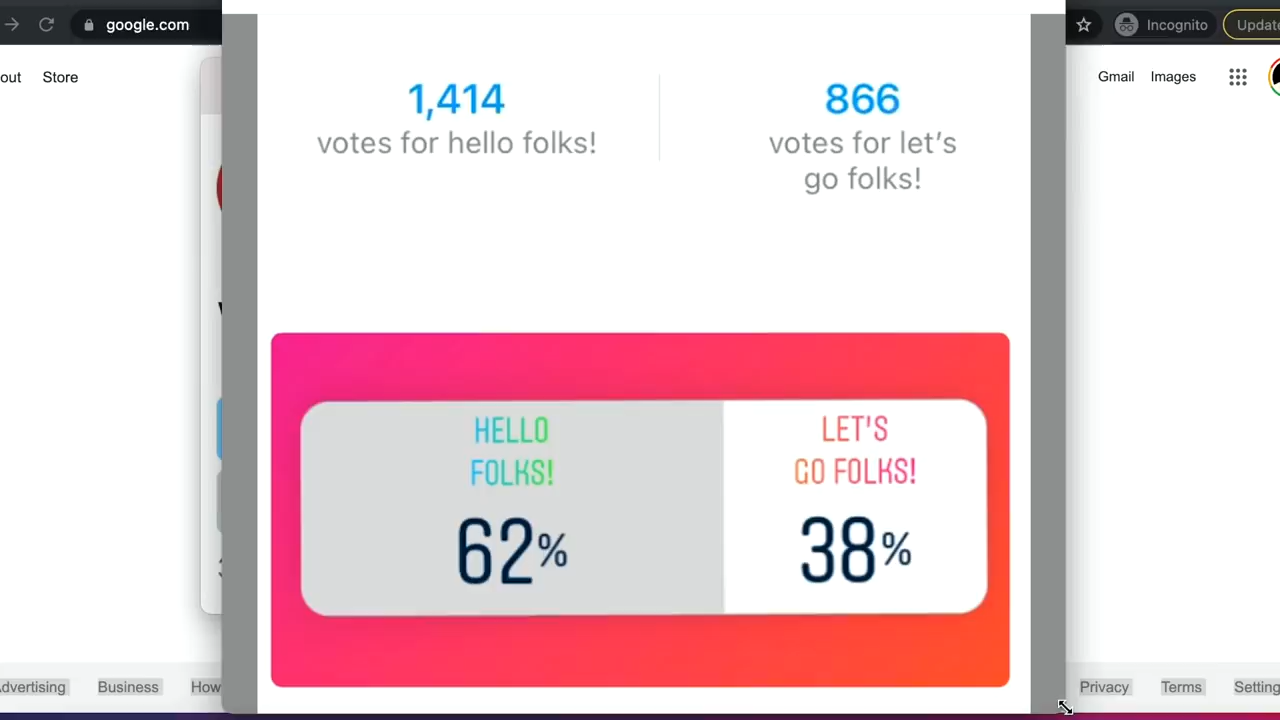 google.com
Incognito
Update
out
Store
Gmail
Images
1,414
votes for hello folks!
866
votes for let's
go folks!
HELLO
FOLKS!
62%
LET'S
GO FOLKS!
38%
Advertising
Business
How
Privacy
Terms
Setting